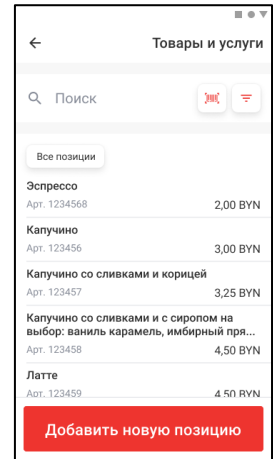 Товары и услуги
Поиск
Все позиции
Эспрессо
Арт. 1234568 2,00 BYN
Капучино
Арт. 123456 3,00 BYN
Капучино со сливками и корицей
Арт. 123457 3,25 BYN
Капучино со сливками и с сиропом на
выбор: ваниль карамель, имбирный пря...
Арт. 123458 4,50 BYN
Латте
Арт. 123459 4,50 BYN
Добавить новую позицию